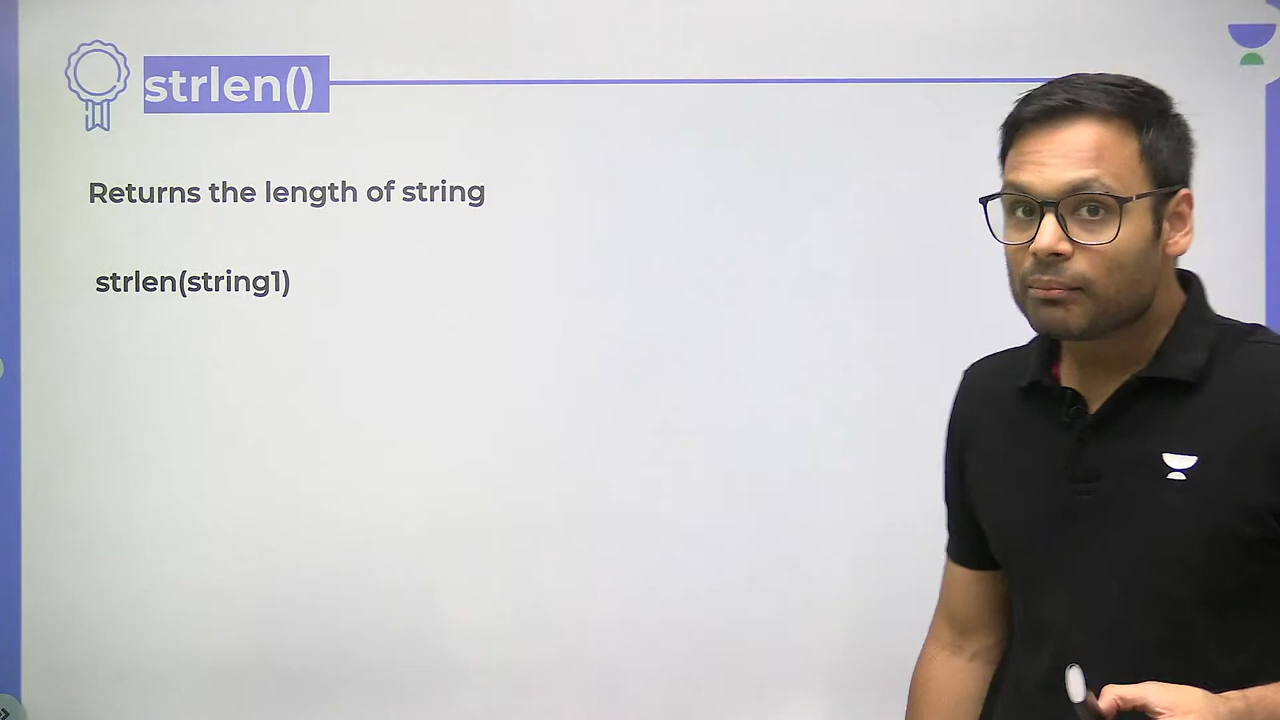 strlen()
Returns the length of string
strlen(string1)